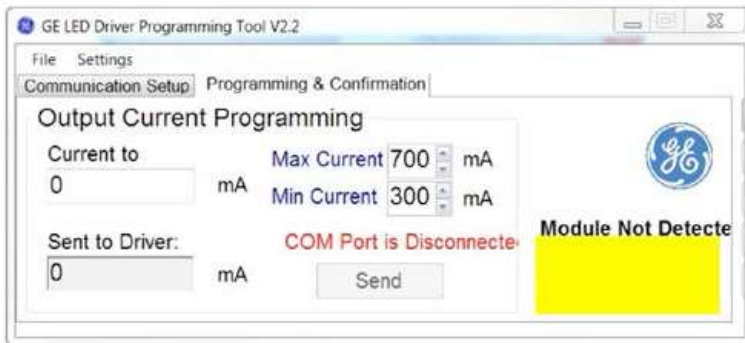 GE LED Driver Programming Tool V2.2
File Settings
Communication Setup Programming & Confirmation
Output Current Programming
Current to
0 mA
Max Current 700 mA
Min Current 300 mA
Sent to Driver:
0 mA
COM Port is Disconnecte
Send
GE
Module Not Detecte